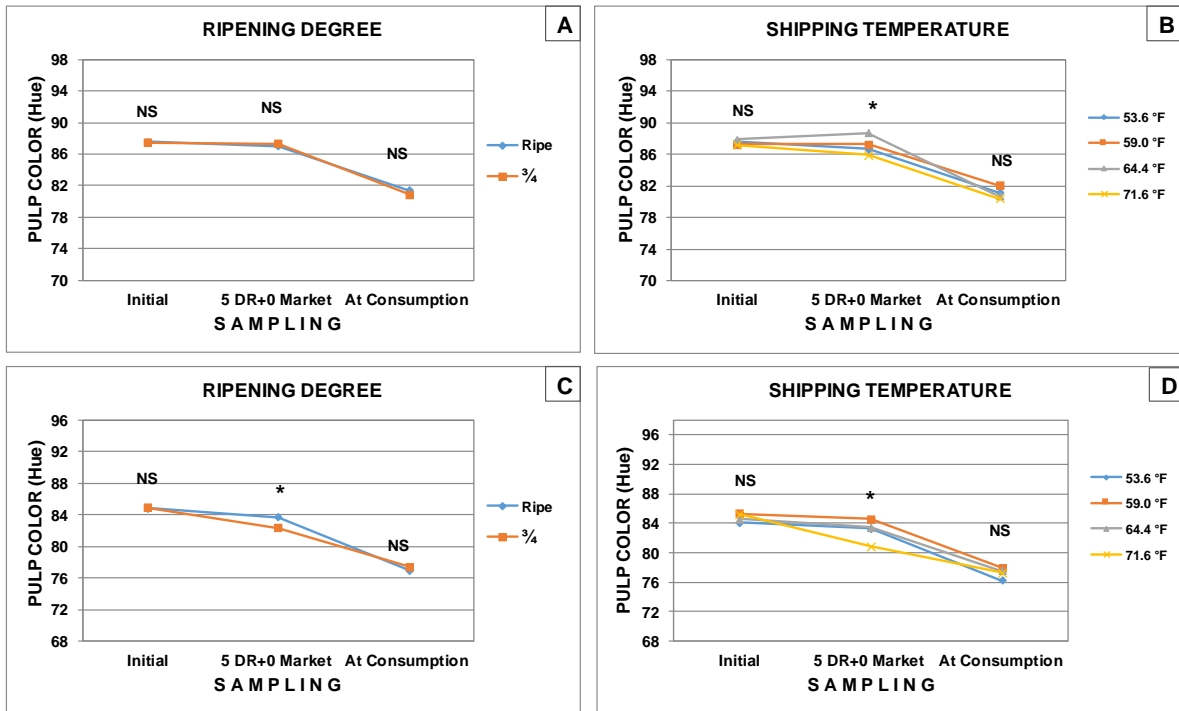 RIPENING DEGREE
A
PULP COLOR (Hue)
98
94
90
86
82
78
74
70
NS
NS
NS
Ripe
¾
Initial
5 DR+0 Market
At Consumption
S A M P L I N G
SHIPPING TEMPERATURE
B
PULP COLOR (Hue)
98
94
90
86
82
78
74
70
NS
*
NS
53.6 °F
59.0 °F
64.4 °F
71.6 °F
Initial
5 DR+0 Market
At Consumption
S A M P L I N G
RIPENING DEGREE
C
PULP COLOR (Hue)
96
92
88
84
80
76
72
68
NS
*
NS
Ripe
¾
Initial
5 DR+0 Market
At Consumption
S A M P L I N G
SHIPPING TEMPERATURE
D
PULP COLOR (Hue)
96
92
88
84
80
76
72
68
NS
*
NS
53.6 °F
59.0 °F
64.4 °F
71.6 °F
Initial
5 DR+0 Market
At Consumption
S A M P L I N G